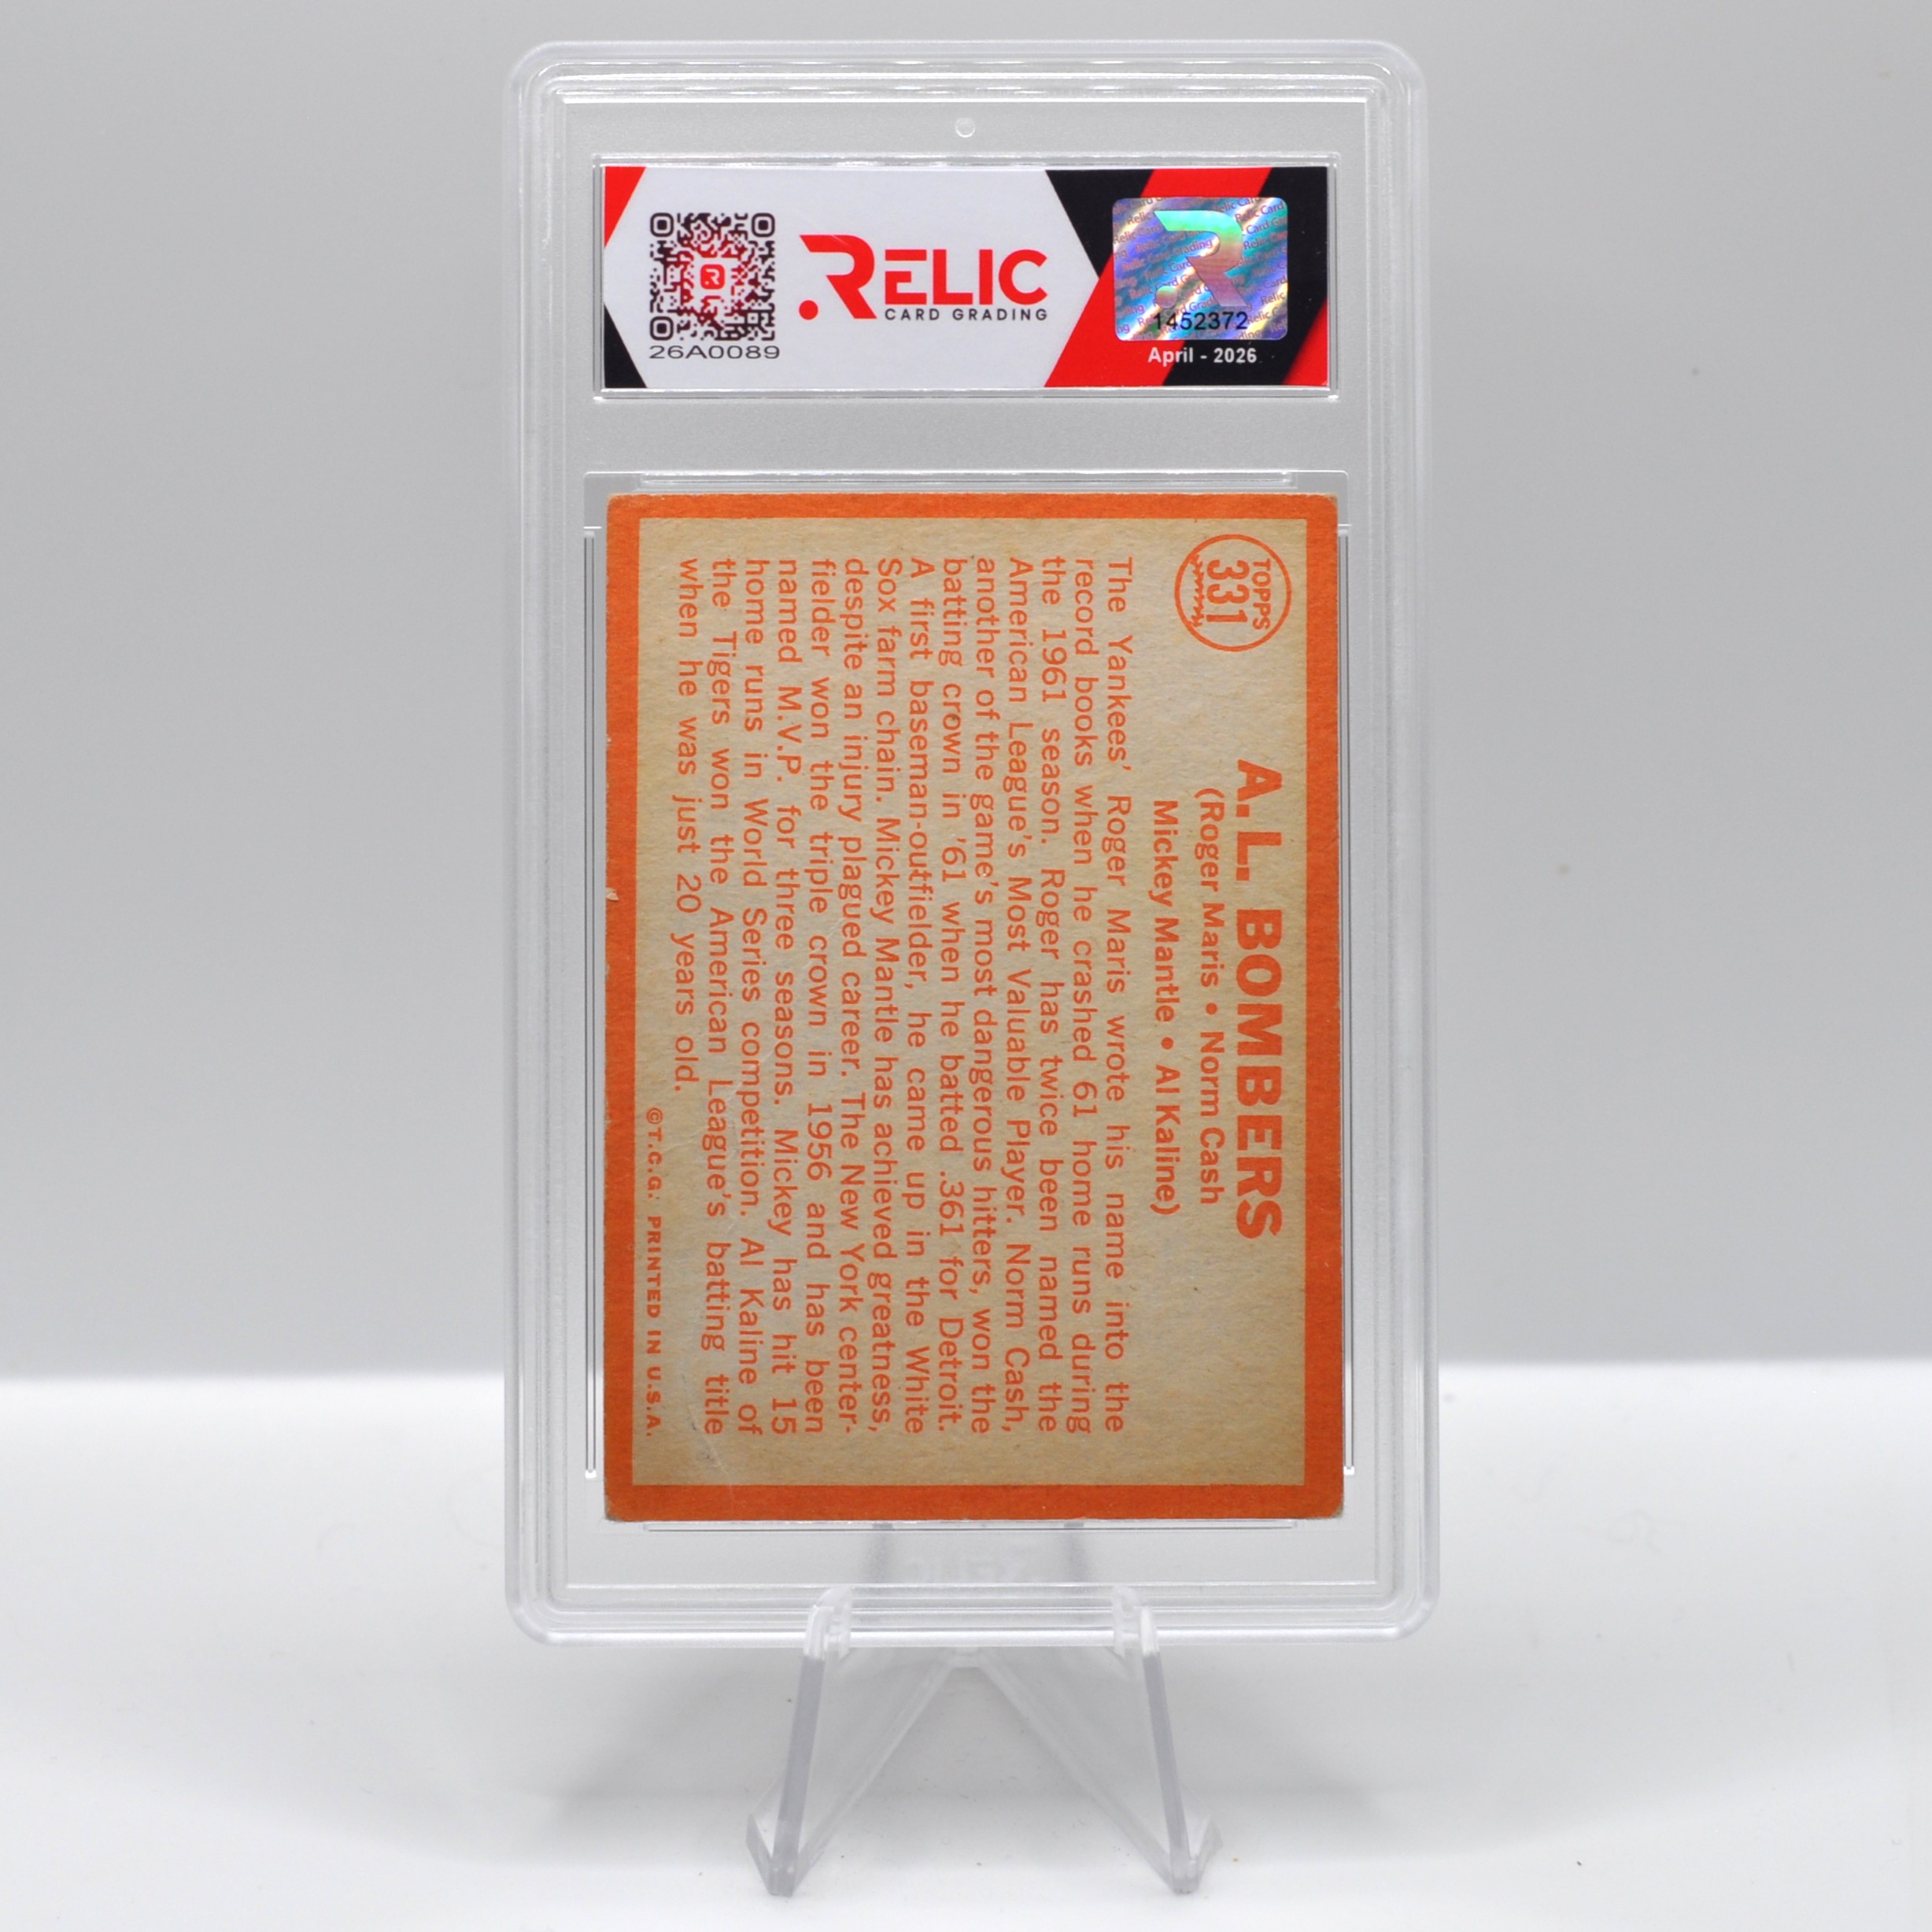 26A0089
RELIC
CARD GRADING
1452372
April - 2026
TOPPS
331
A. L. BOMBERS
(Roger Maris • Norm Cash
Mickey Mantle • Al Kaline)
The Yankees' Roger Maris wrote his name into the
record books when he crashed 61 home runs during
the 1961 season. Roger has twice been named the
American League's Most Valuable Player. Norm Cash,
another of the game's most dangerous hitters, won the
batting crown in '61 when he batted .361 for Detroit.
A first baseman-outfielder, he came up in the White
Sox farm chain. Mickey Mantle has achieved greatness,
despite an injury plagued career. The New York center-
fielder won the triple crown in 1956 and has been
named M.V.P. for three seasons. Mickey has hit 15
home runs in World Series competition. Al Kaline of
the Tigers won the American League's batting title
when he was just 20 years old.
©T.C.G. PRINTED IN U.S.A.